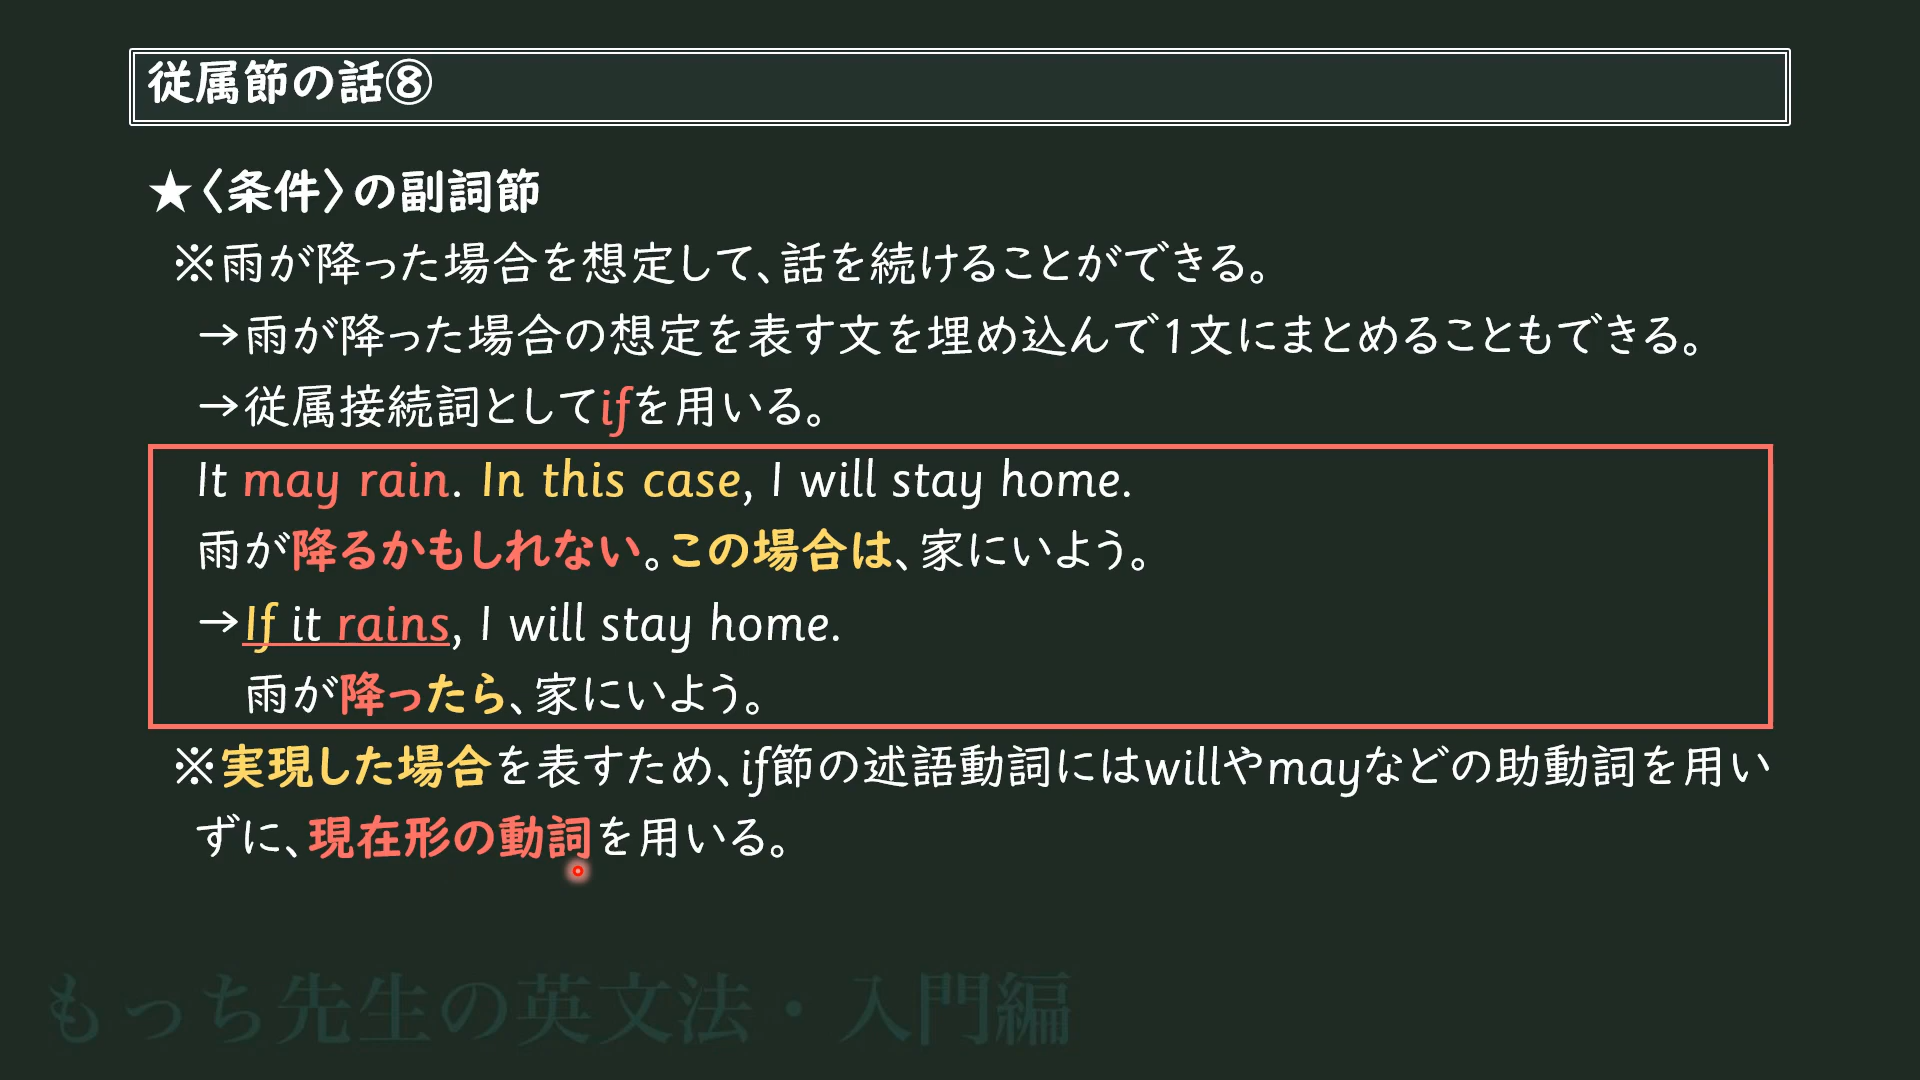 従属節の話⑧
★〈条件〉の副詞節
※雨が降った場合を想定して、話を続けることができる。
→雨が降った場合の想定を表す文を埋め込んで1文にまとめることもできる。
→従属接続詞としてifを用いる。
It may rain. In this case, I will stay home.
雨が降るかもしれない。この場合は、家にいよう。
→If it rains, I will stay home.
雨が降ったら、家にいよう。
※実現した場合を表すため、if節の述語動詞にはwillやmayなどの助動詞を用い
ずに、現在形の動詞を用いる。
もっち先生の英文法・入門編